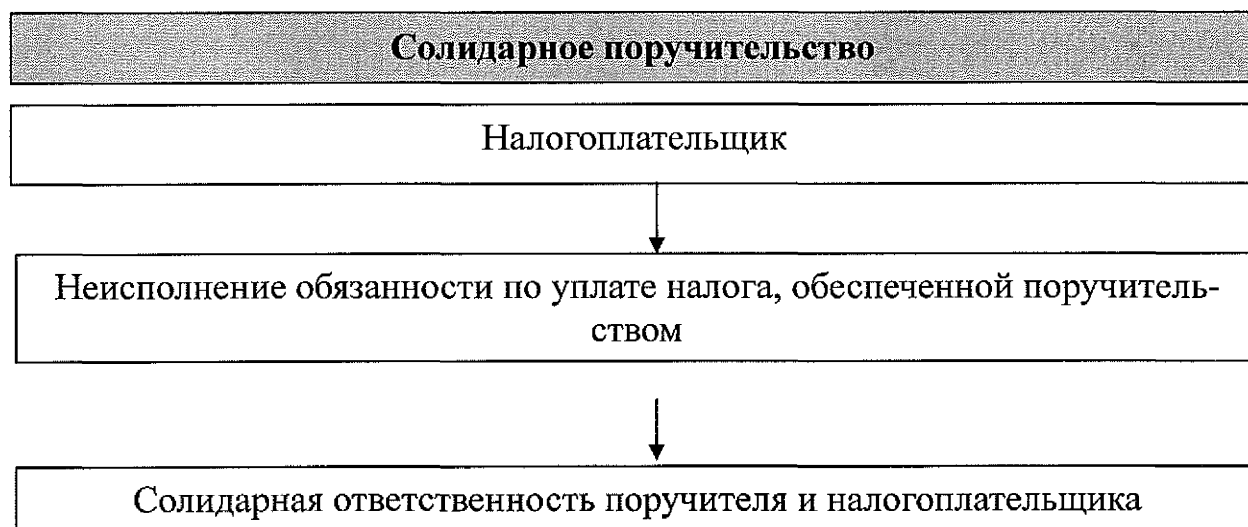 Солидарное поручительство
Налогоплательщик
Неисполнение обязанности по уплате налога, обеспеченной поручитель-
ством
Солидарная ответственность поручителя и налогоплательщика